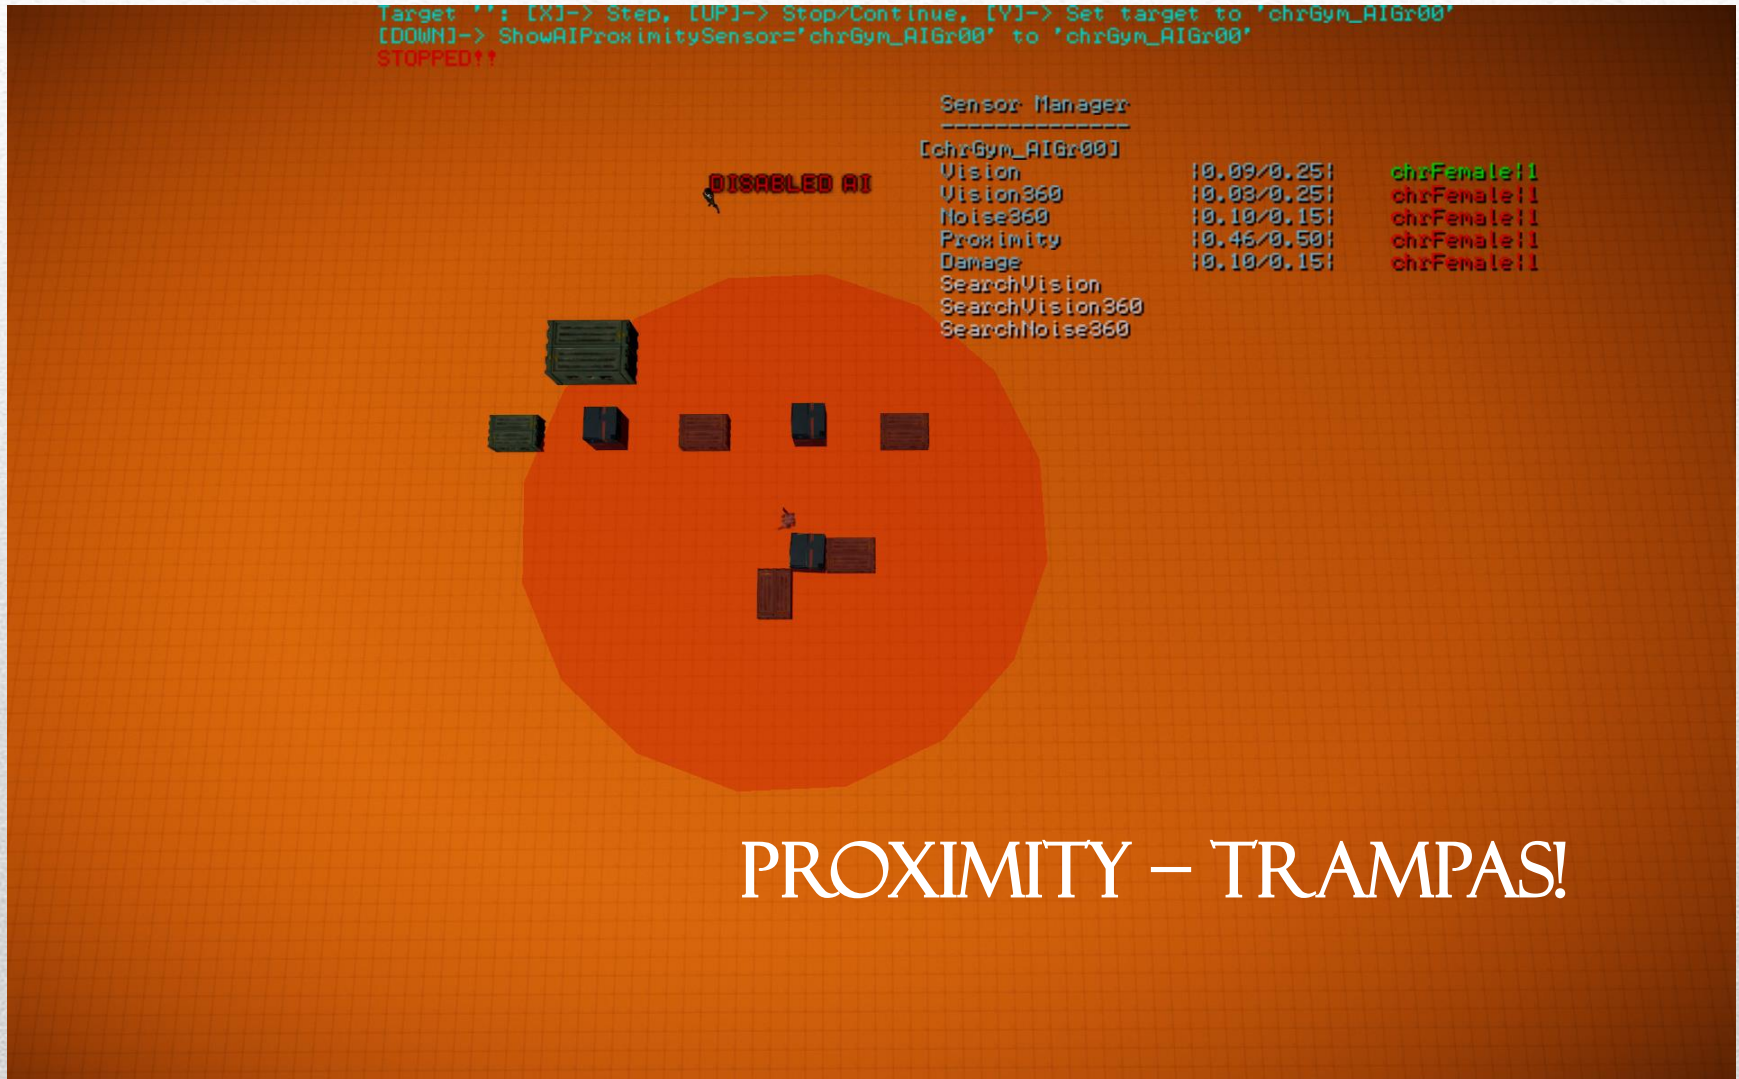 Target '': [X]-> Step, [UP]-> Stop/Continue, [Y]-> Set target to 'chrGym_AIGr00'
[DOWN]-> ShowAIProximitySensor='chrGym_AIGr00' to 'chrGym_AIGr00'
STOPPED!!
Sensor Manager
--------------
[chrGym_AIGr00]
Vision |0.09/0.25| chrFemale|1
Vision360 |0.03/0.25| chrFemale|1
Noise360 |0.10/0.15| chrFemale|1
Proximity |0.46/0.50| chrFemale|1
Damage |0.10/0.15| chrFemale|1
SearchVision
SearchVision360
SearchNoise360
DISABLED AI
PROXIMITY – TRAMPAS!